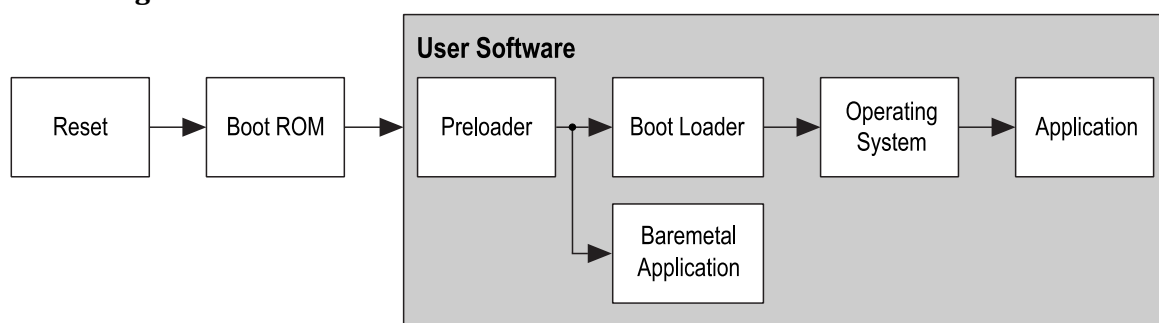 User Software
Reset
Boot ROM
Preloader
Boot Loader
Operating
System
Application
Baremetal
Application